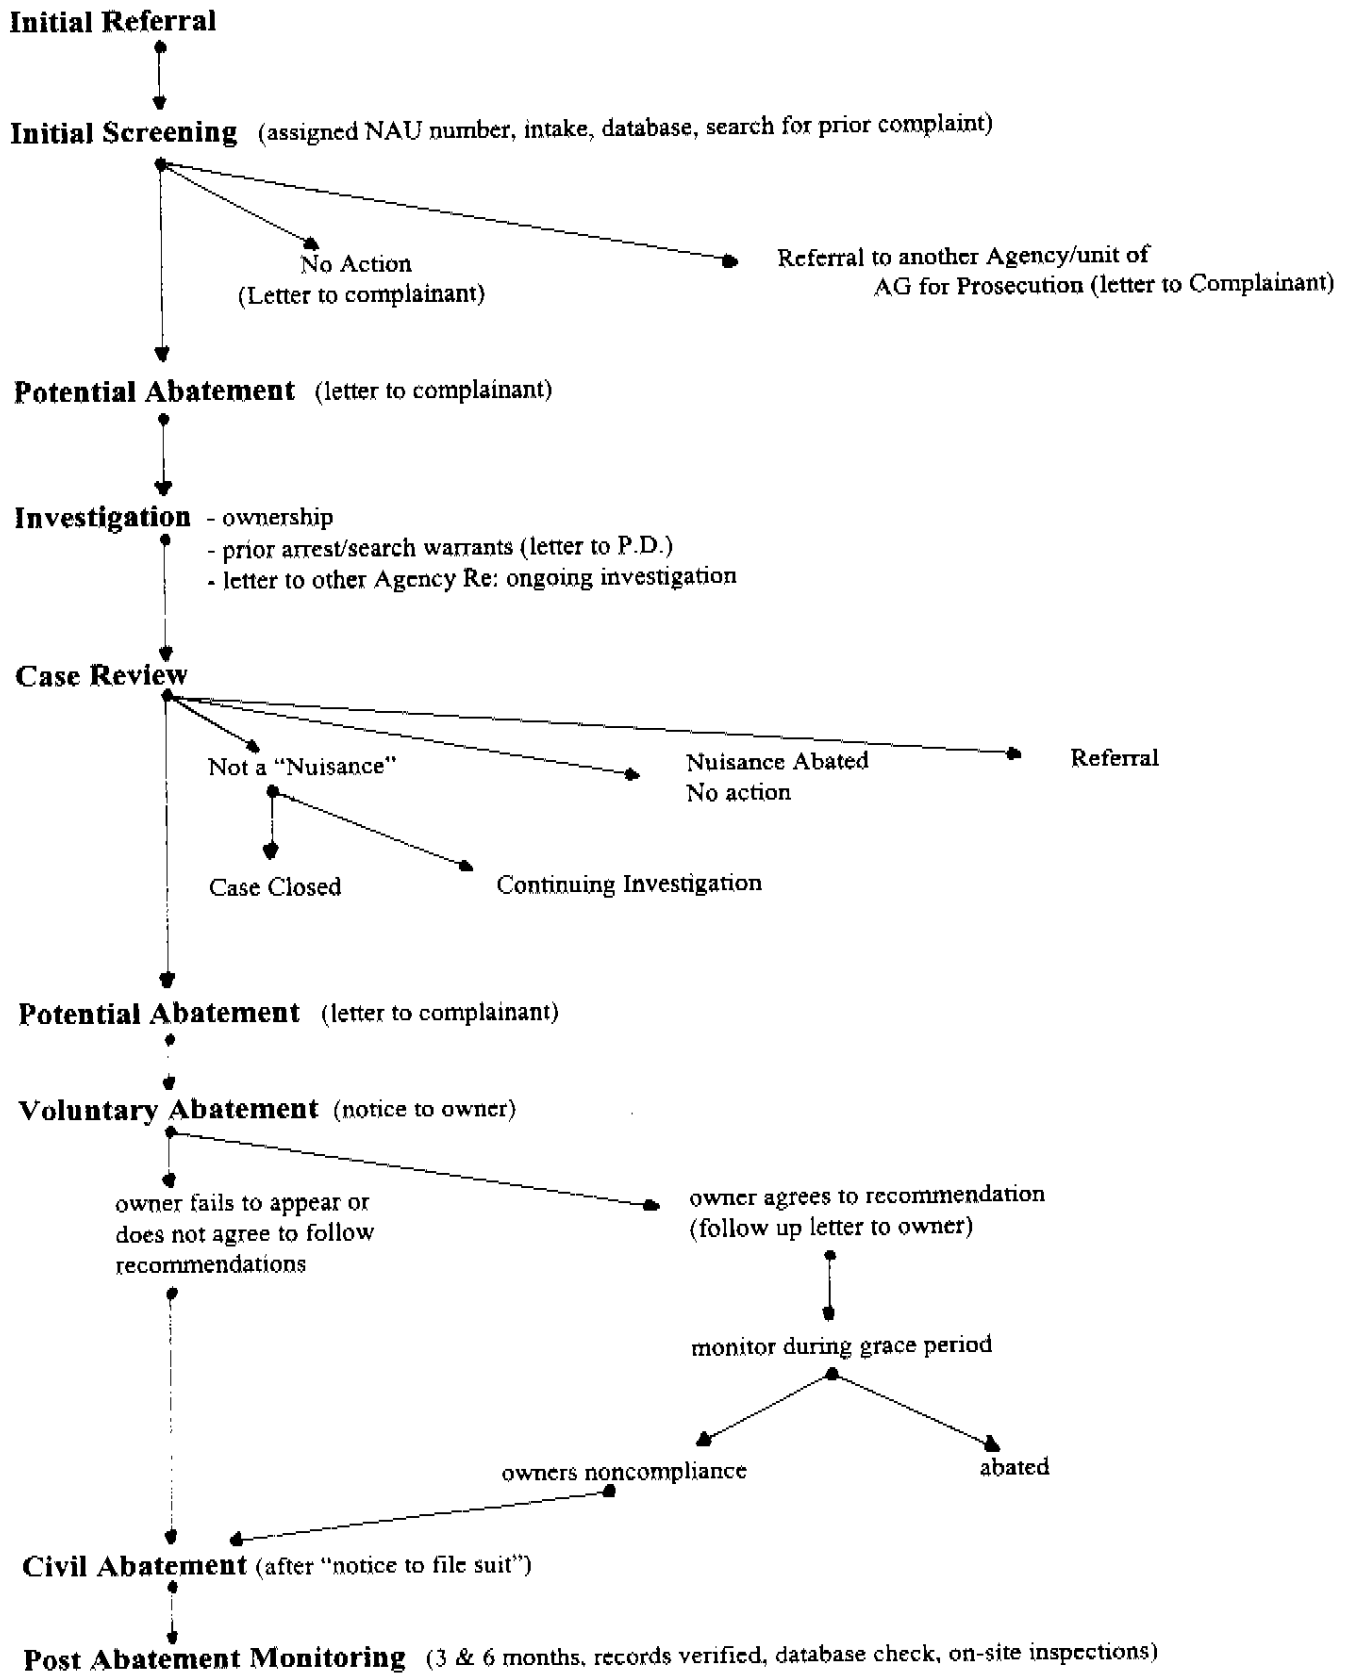 Initial Referral
Initial Screening (assigned NAU number, intake, database, search for prior complaint)
No Action
(Letter to complainant)
Referral to another Agency/unit of
AG for Prosecution (letter to Complainant)
Potential Abatement (letter to complainant)
Investigation - ownership
- prior arrest/search warrants (letter to P.D.)
- letter to other Agency Re: ongoing investigation
Case Review
Not a “Nuisance”
Nuisance Abated
No action
Referral
Case Closed
Continuing Investigation
Potential Abatement (letter to complainant)
Voluntary Abatement (notice to owner)
owner fails to appear or
does not agree to follow
recommendations
owner agrees to recommendation
(follow up letter to owner)
monitor during grace period
owners noncompliance
abated
Civil Abatement (after “notice to file suit”)
Post Abatement Monitoring (3 & 6 months, records verified, database check, on-site inspections)